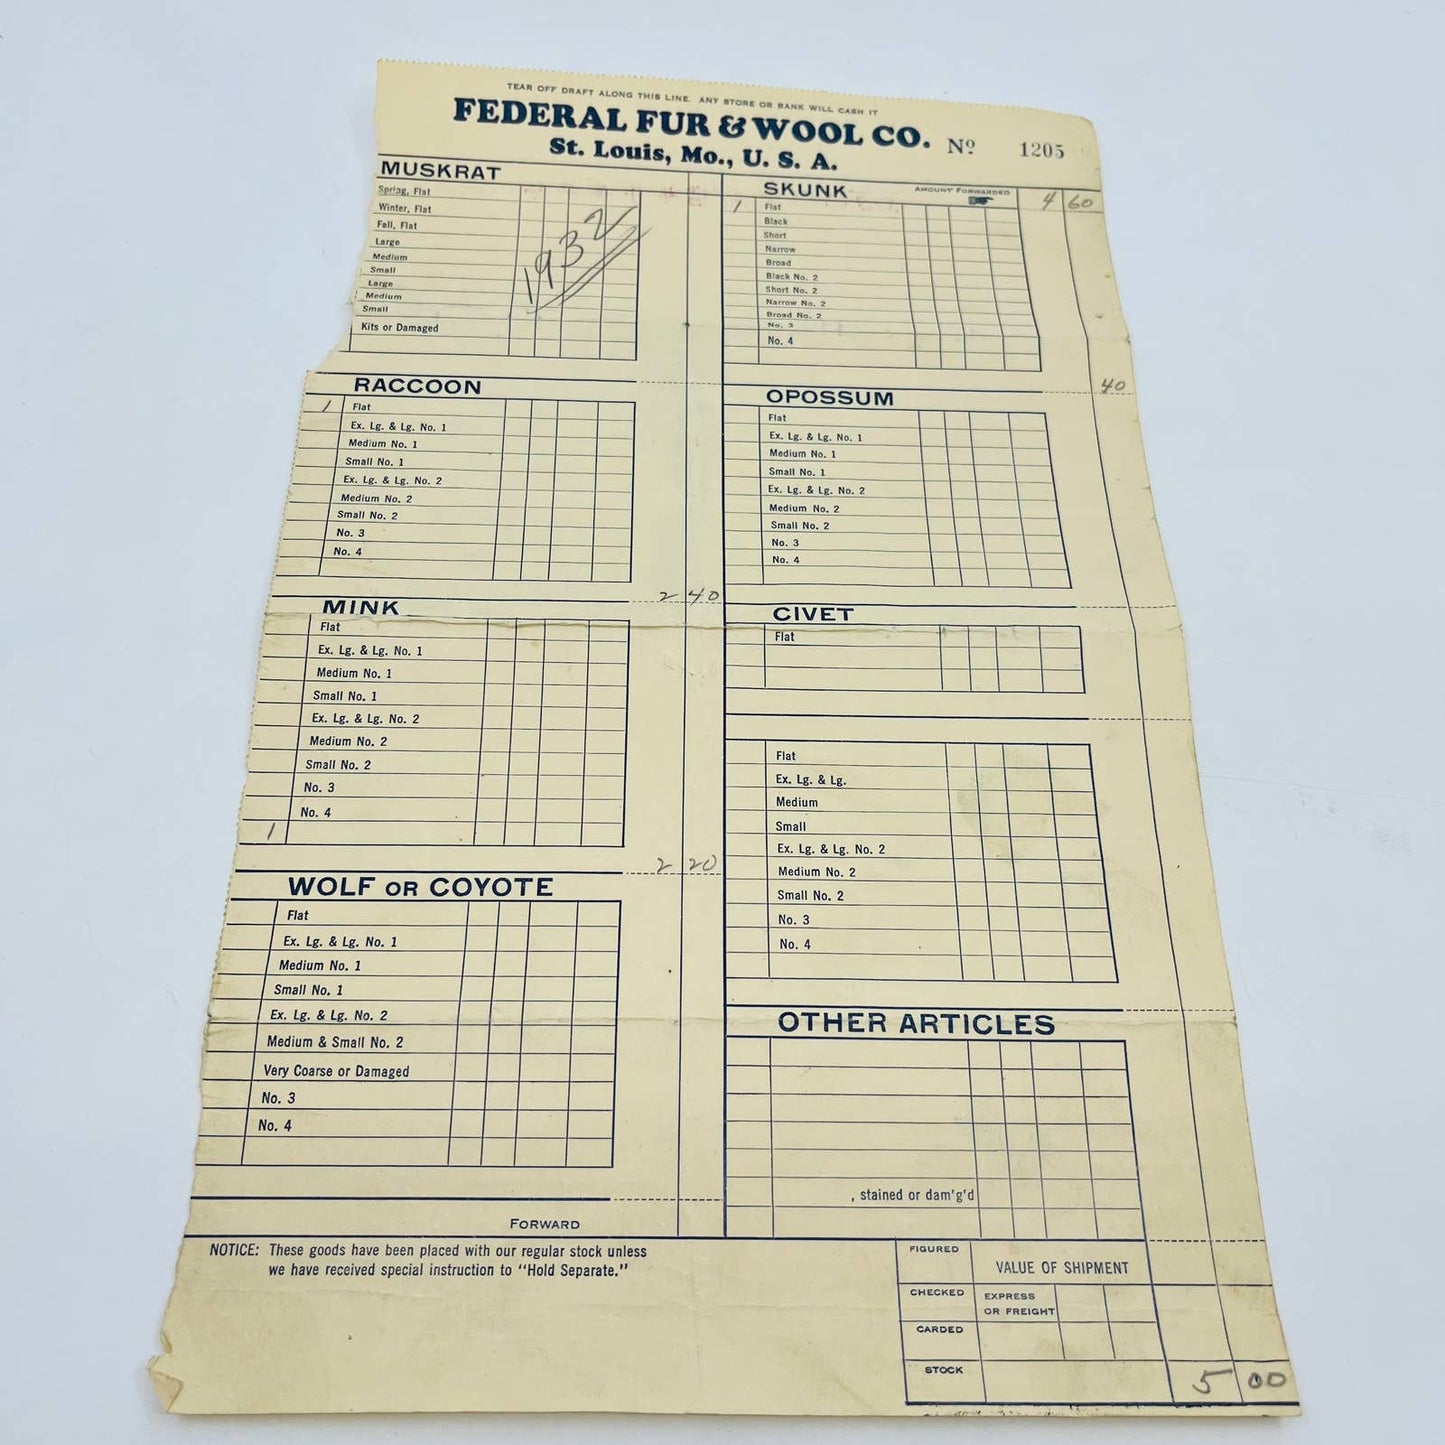 TEAR OFF DRAFT ALONG THIS LINE. ANY STORE OR BANK WILL CASH IT
FEDERAL FUR & WOOL CO. Nº 1205
St. Louis, Mo., U. S. A.
MUSKRAT
Spring, Flat
Winter, Flat
Fall, Flat
Large
Medium
Small
Large
Medium
Small
Kits or Damaged
1932
RACCOON
1 Flat
Ex. Lg. & Lg. No. 1
Medium No. 1
Small No. 1
Ex. Lg. & Lg. No. 2
Medium No. 2
Small No. 2
No. 3
No. 4
2 40
MINK
Flat
Ex. Lg. & Lg. No. 1
Medium No. 1
Small No. 1
Ex. Lg. & Lg. No. 2
Medium No. 2
Small No. 2
No. 3
No. 4
1
2 20
WOLF OR COYOTE
Flat
Ex. Lg. & Lg. No. 1
Medium No. 1
Small No. 1
Ex. Lg. & Lg. No. 2
Medium & Small No. 2
Very Coarse or Damaged
No. 3
No. 4
FORWARD
SKUNK AMOUNT FORWARDED 4 60
1 Flat
Black
Short
Narrow
Broad
Black No. 2
Short No. 2
Narrow No. 2
Broad No. 2
No. 3
No. 4
40
OPOSSUM
Flat
Ex. Lg. & Lg. No. 1
Medium No. 1
Small No. 1
Ex. Lg. & Lg. No. 2
Medium No. 2
Small No. 2
No. 3
No. 4
CIVET
Flat
Flat
Ex. Lg. & Lg.
Medium
Small
Ex. Lg. & Lg. No. 2
Medium No. 2
Small No. 2
No. 3
No. 4
OTHER ARTICLES
, stained or dam'g'd
NOTICE: These goods have been placed with our regular stock unless
we have received special instruction to "Hold Separate."
FIGURED
VALUE OF SHIPMENT
CHECKED
EXPRESS
OR FREIGHT
CARDED
STOCK
5 00